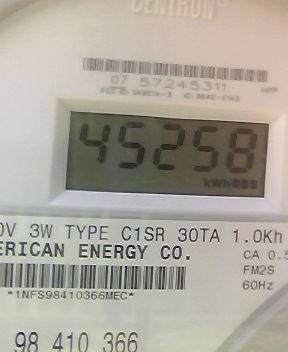 CENTRON®
07 57245311
45258
kWh
0V 3W TYPE C1SR 30TA 1.0Kh
ERICAN ENERGY CO.
CA 0.5
FM2S
60Hz
*1NFS98410366MEC*
98 410 366